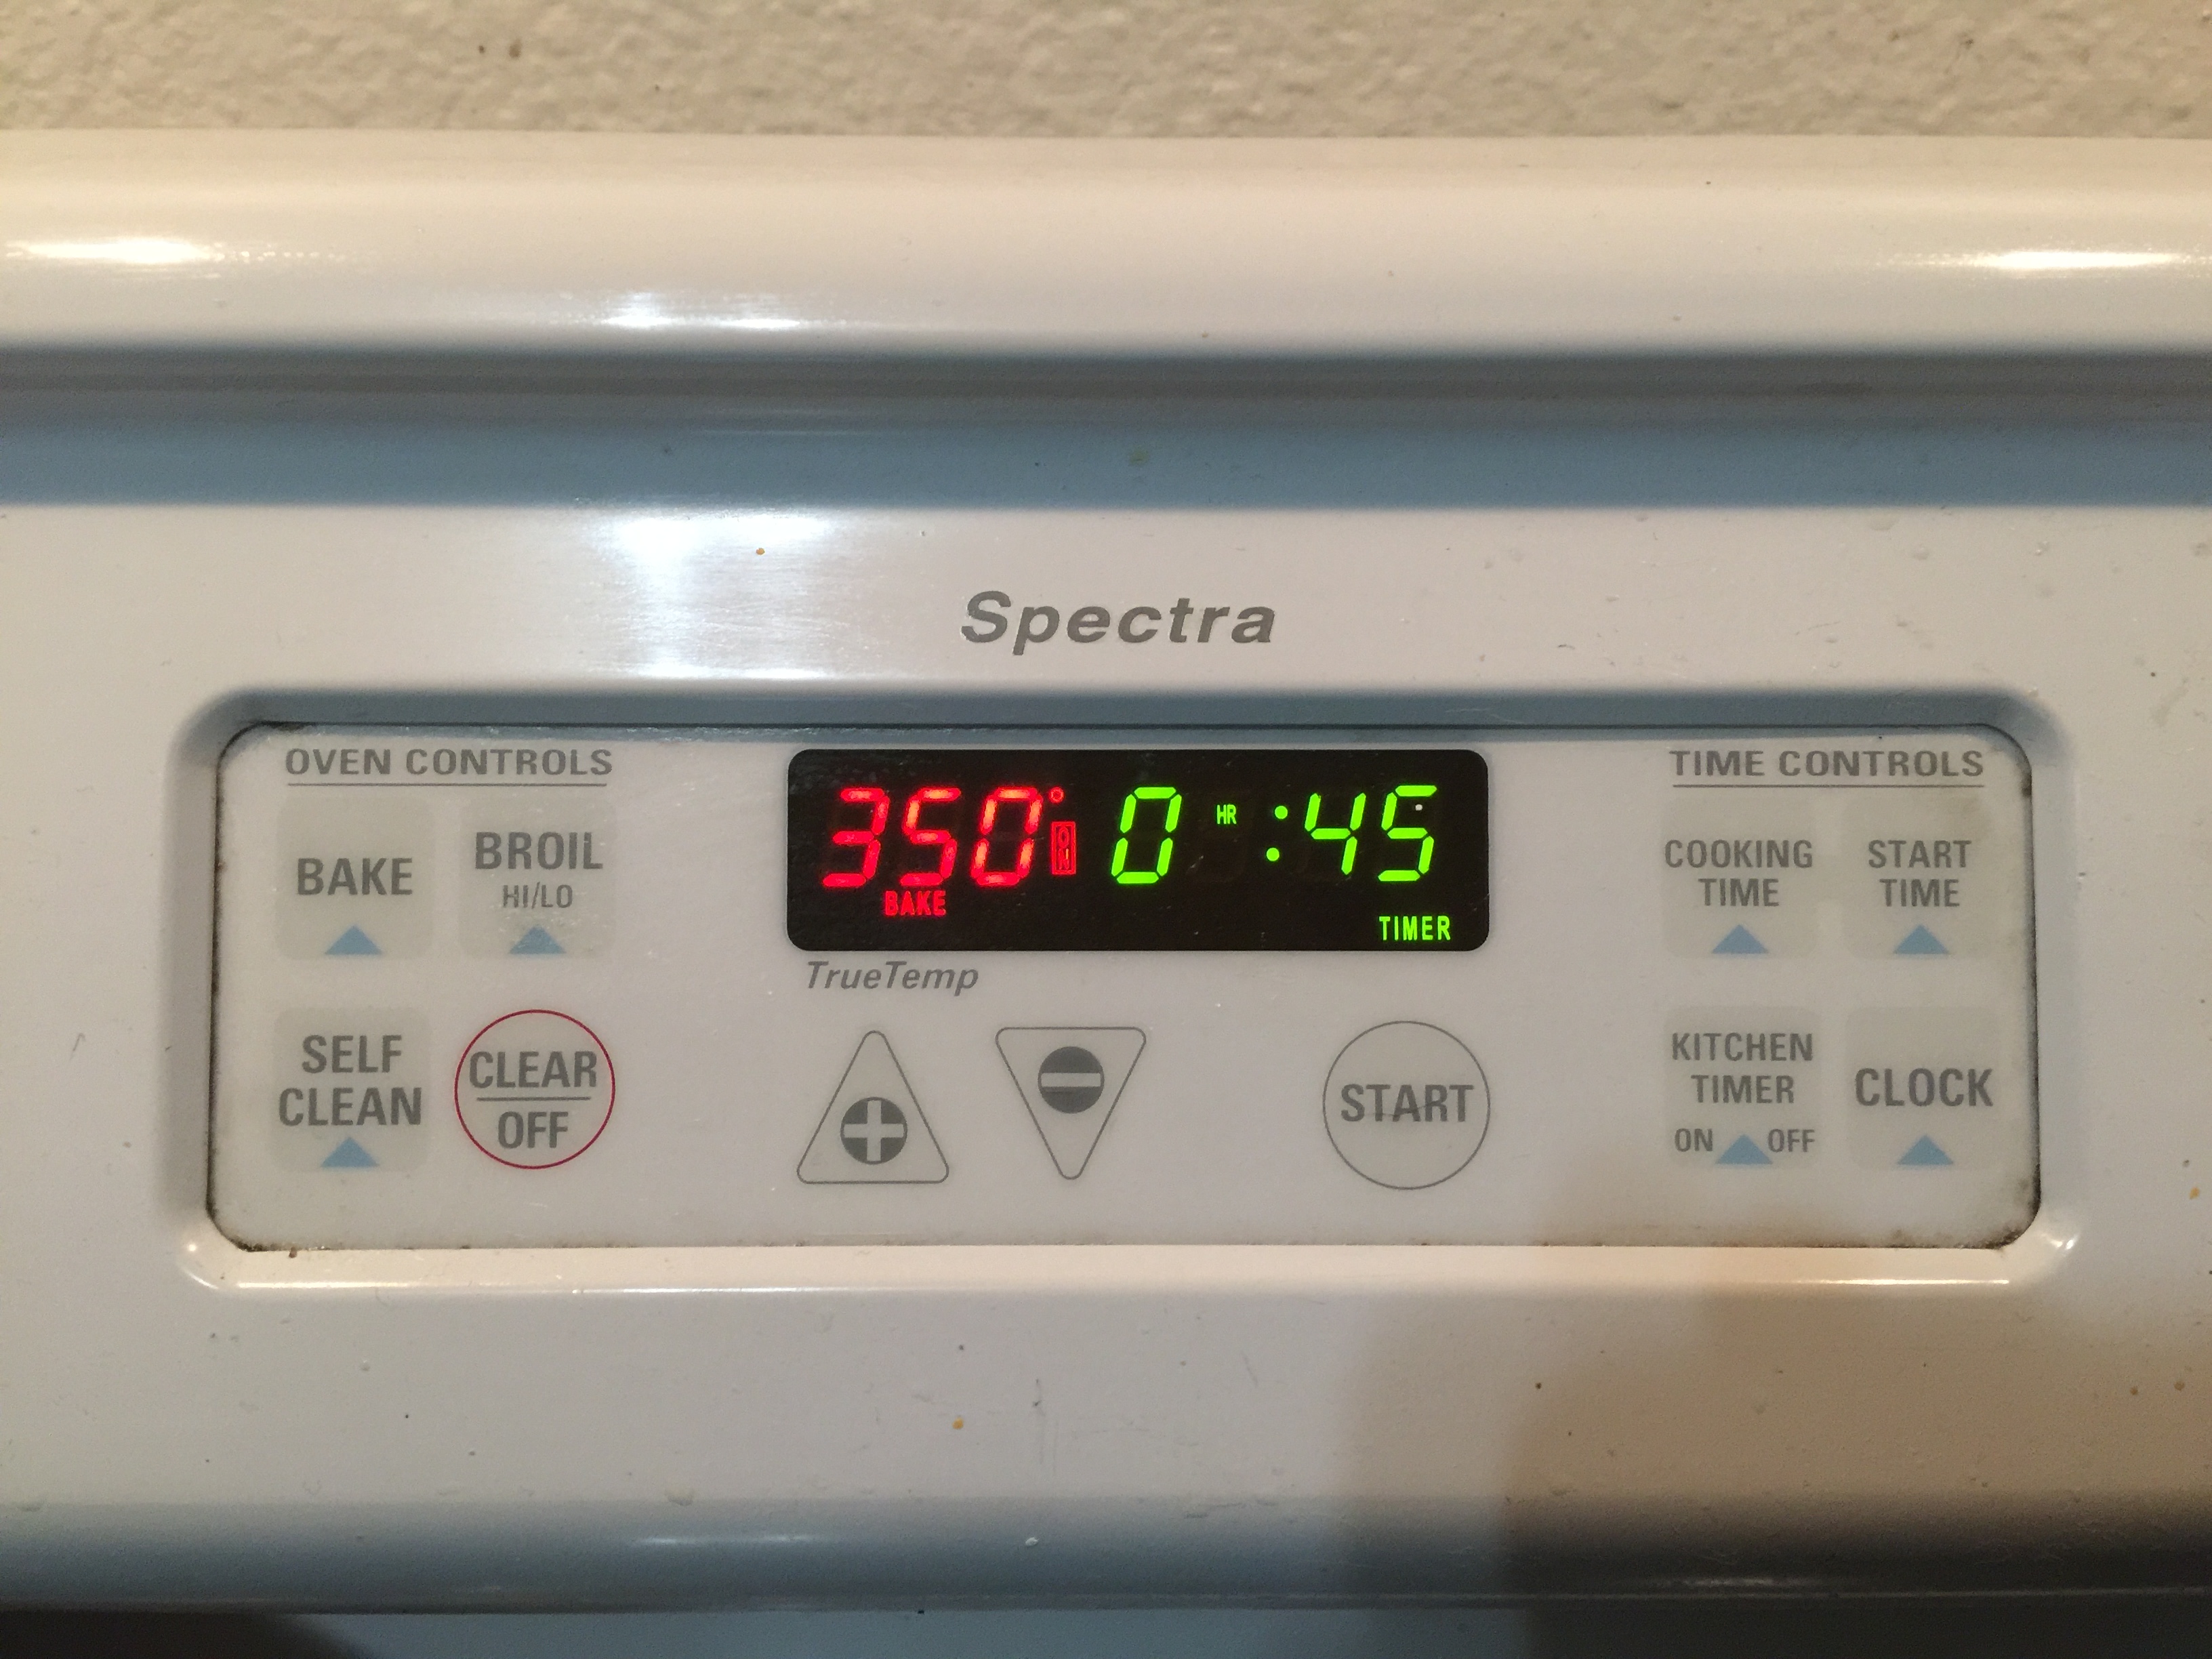 Spectra
OVEN CONTROLS
BAKE
BROIL
HI/LO
SELF
CLEAN
CLEAR
OFF
350° ON
BAKE
0 HR :45
TIMER
TrueTemp
START
TIME CONTROLS
COOKING
TIME
START
TIME
KITCHEN
TIMER
ON OFF
CLOCK